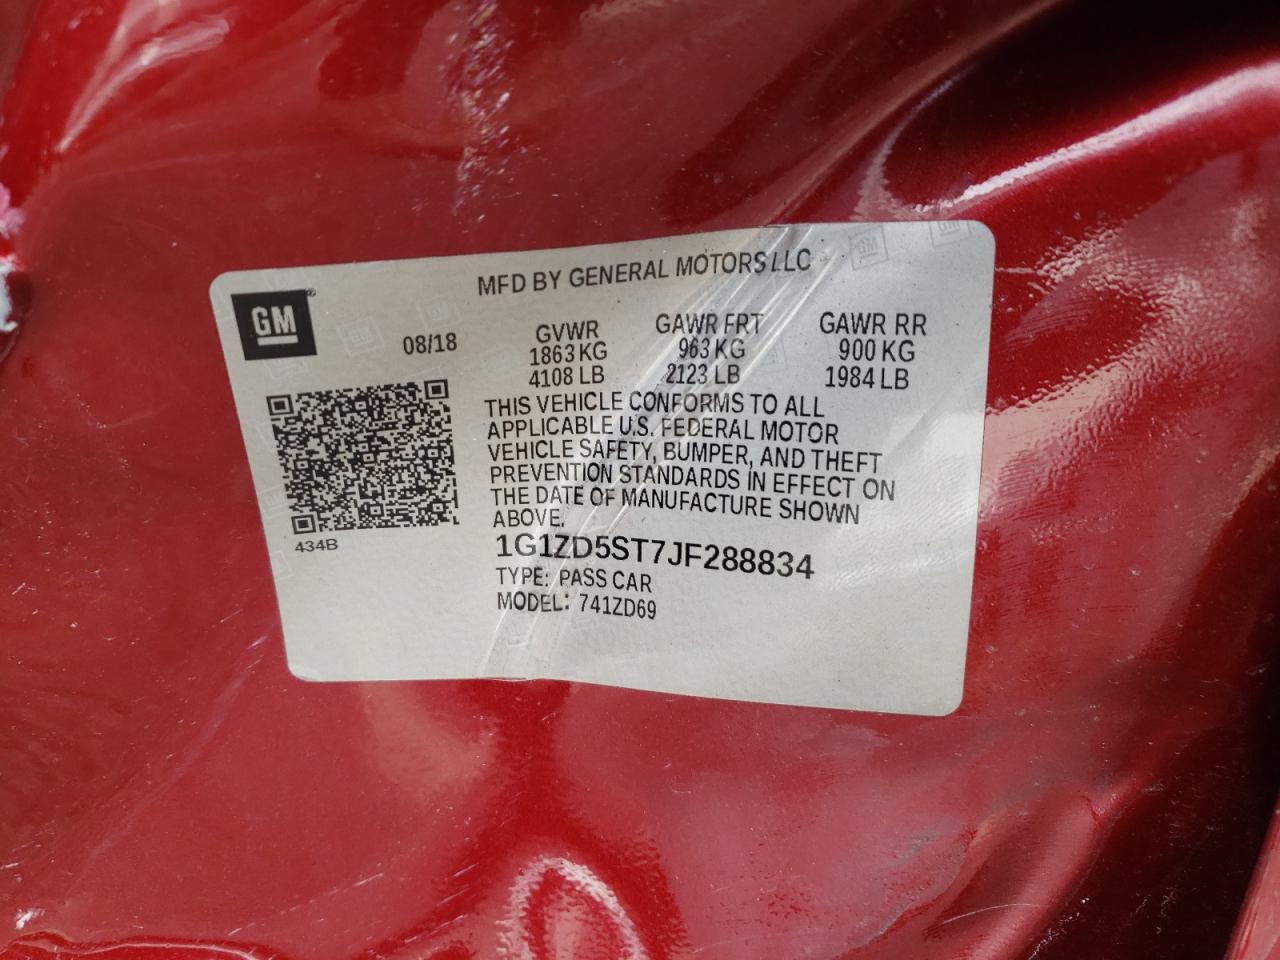 MFD BY GENERAL MOTORS LLC
GM
08/18
GVWR
1863 KG
4108 LB
GAWR FRT
963 KG
2123 LB
GAWR RR
900 KG
1984 LB
THIS VEHICLE CONFORMS TO ALL
APPLICABLE U.S. FEDERAL MOTOR
VEHICLE SAFETY, BUMPER, AND THEFT
PREVENTION STANDARDS IN EFFECT ON
THE DATE OF MANUFACTURE SHOWN
ABOVE.
434B
1G1ZD5ST7JF288834
TYPE: PASS CAR
MODEL: 741ZD69